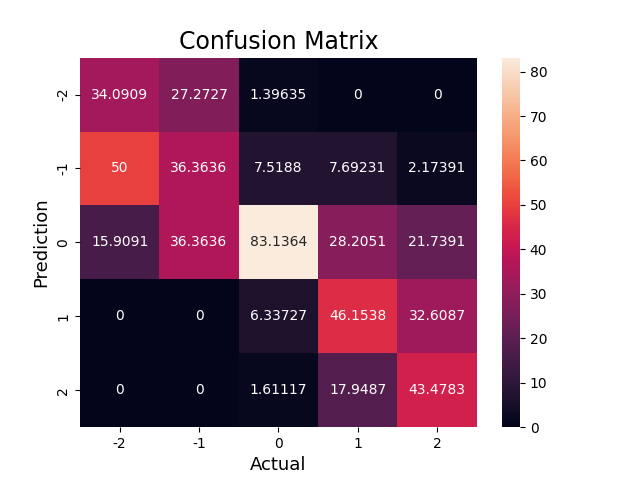 Confusion Matrix
-2 34.0909 27.2727 1.39635 0 0
-1 50 36.3636 7.5188 7.69231 2.17391
0 15.9091 36.3636 83.1364 28.2051 21.7391
1 0 0 6.33727 46.1538 32.6087
2 0 0 1.61117 17.9487 43.4783
-2 -1 0 1 2
Actual
Prediction
80
70
60
50
40
30
20
10
0